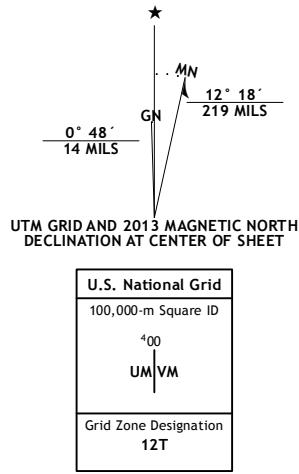 MN
GN
12° 18´
219 MILS
0° 48´
14 MILS
UTM GRID AND 2013 MAGNETIC NORTH
DECLINATION AT CENTER OF SHEET
U.S. National Grid
100,000-m Square ID
⁴00
UM VM
Grid Zone Designation
12T